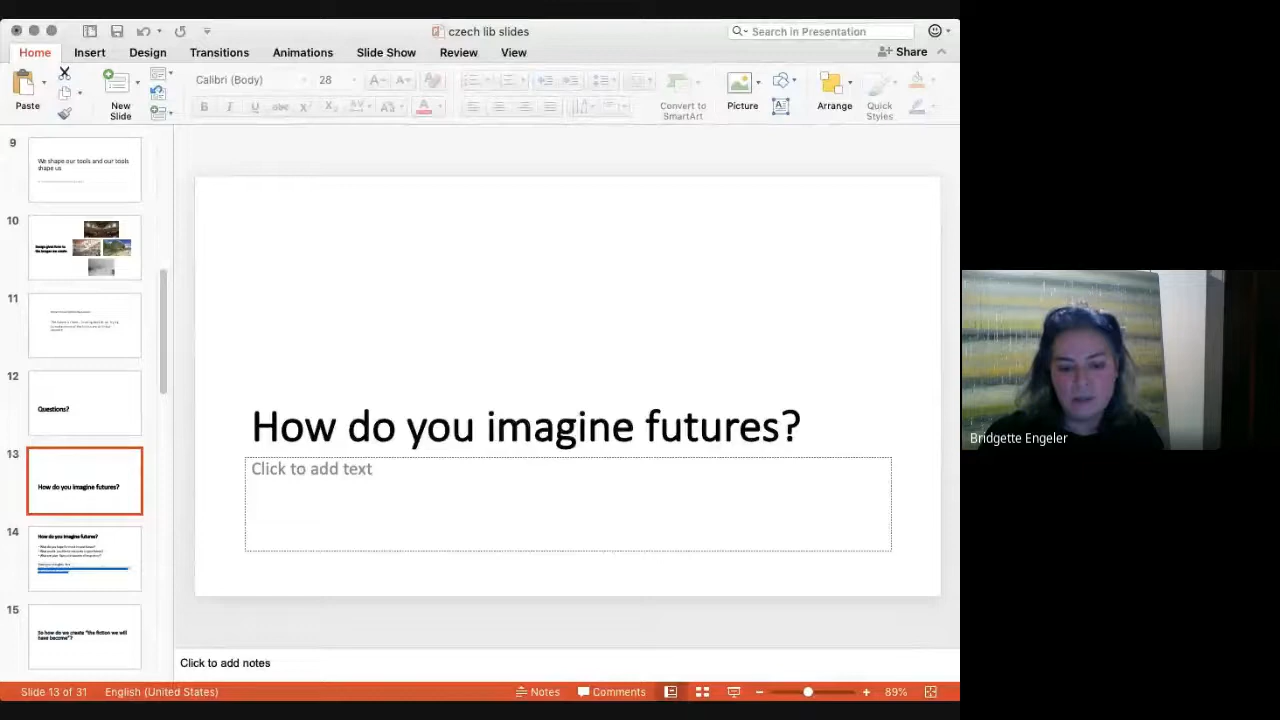 czech lib slides
Search in Presentation
Home Insert Design Transitions Animations Slide Show Review View
Share
Calibri (Body) 28
Paste
New
Slide
Convert to
SmartArt
Picture
Arrange
Quick
Styles
9
We shape our tools and our tools
shape us
10
11
12
Questions?
13
How do you imagine futures?
14
How do you imagine futures?
15
So how do we create "the fiction we will
have become"?
How do you imagine futures?
Click to add text
Click to add notes
Slide 13 of 31
English (United States)
Notes
Comments
89%
Bridgette Engeler